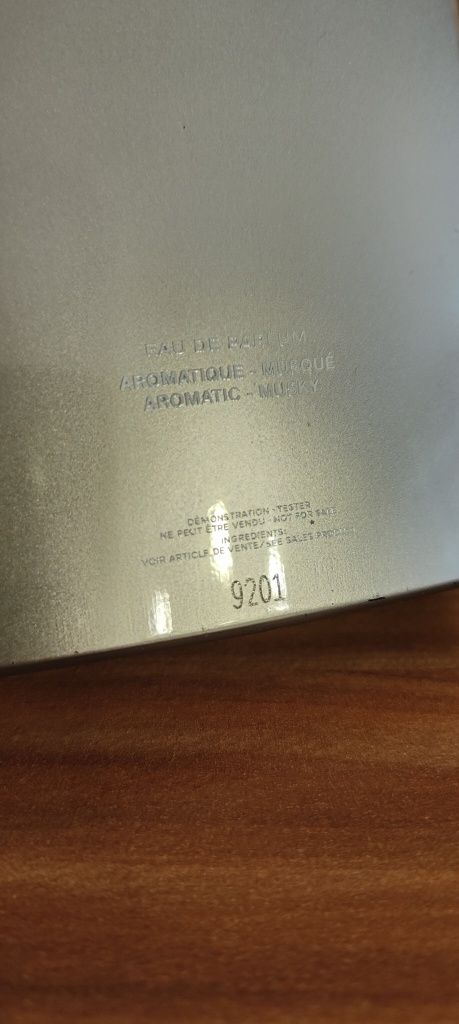 EAU DE PARFUM
AROMATIQUE - MUSQUÉ
AROMATIC - MUSKY
DÉMONSTRATION - TESTER
NE PEUT ÊTRE VENDU - NOT FOR SALE
INGREDIENTS:
VOIR ARTICLE DE VENTE/SEE SALES PRODUCT
9201